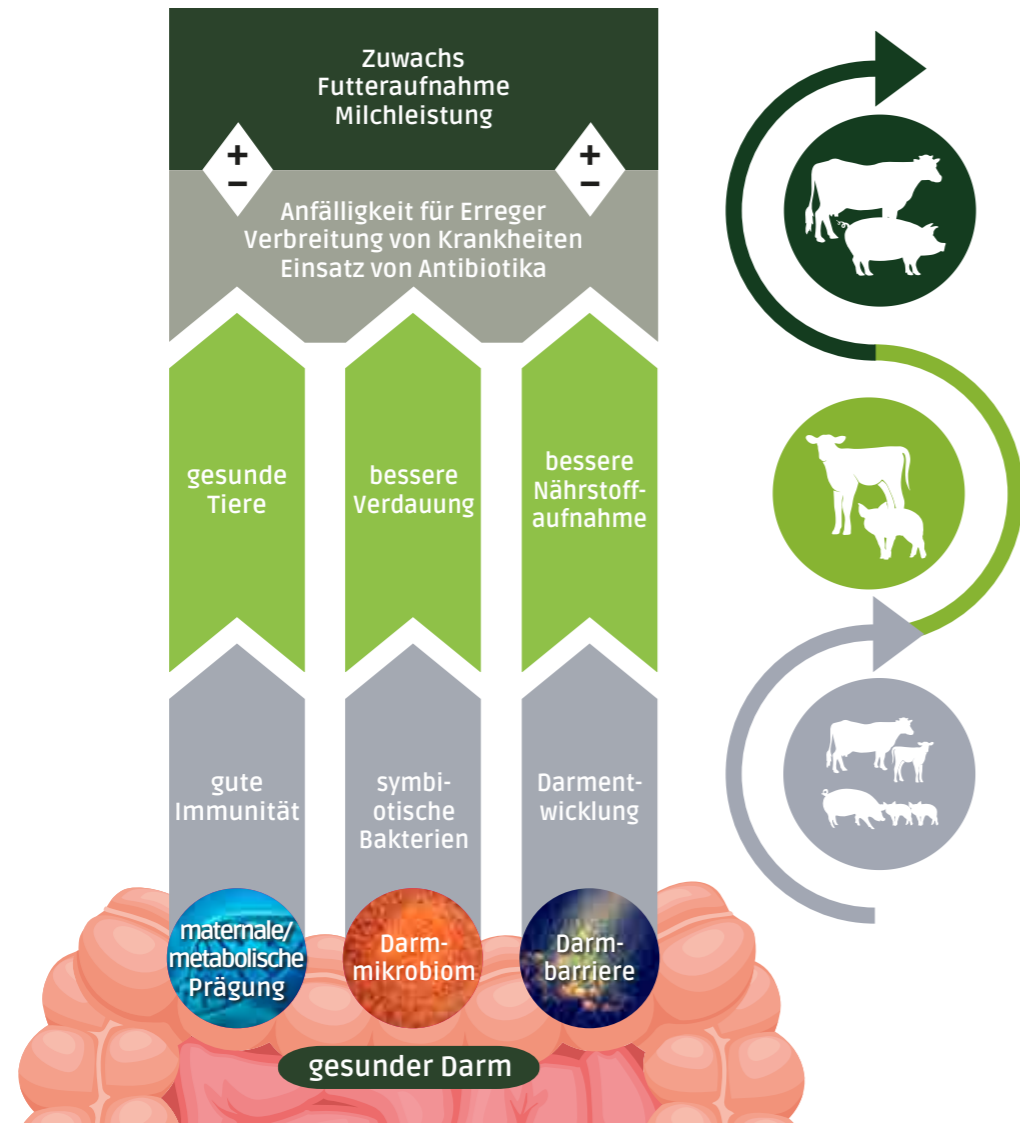 Zuwachs
Futteraufnahme
Milchleistung
+
−
+
−
Anfälligkeit für Erreger
Verbreitung von Krankheiten
Einsatz von Antibiotika
gesunde
Tiere
bessere
Verdauung
bessere
Nährstoff-
aufnahme
gute
Immunität
symbi-
otische
Bakterien
Darment-
wicklung
maternale/
metabolische
Prägung
Darm-
mikrobiom
Darm-
barriere
gesunder Darm